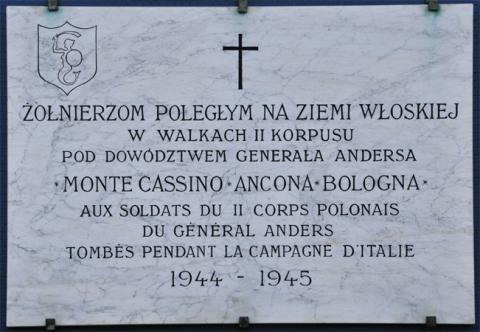 ŻOŁNIERZOM POLEGŁYM NA ZIEMI WŁOSKIEJ
W WALKACH II KORPUSU
POD DOWÓDZTWEM GENERAŁA ANDERSA
·MONTE CASSINO·ANCONA·BOLOGNA·
AUX SOLDATS DU II CORPS POLONAIS
DU GÉNÉRAL ANDERS
TOMBÉS PENDANT LA CAMPAGNE D'ITALIE
1944 - 1945